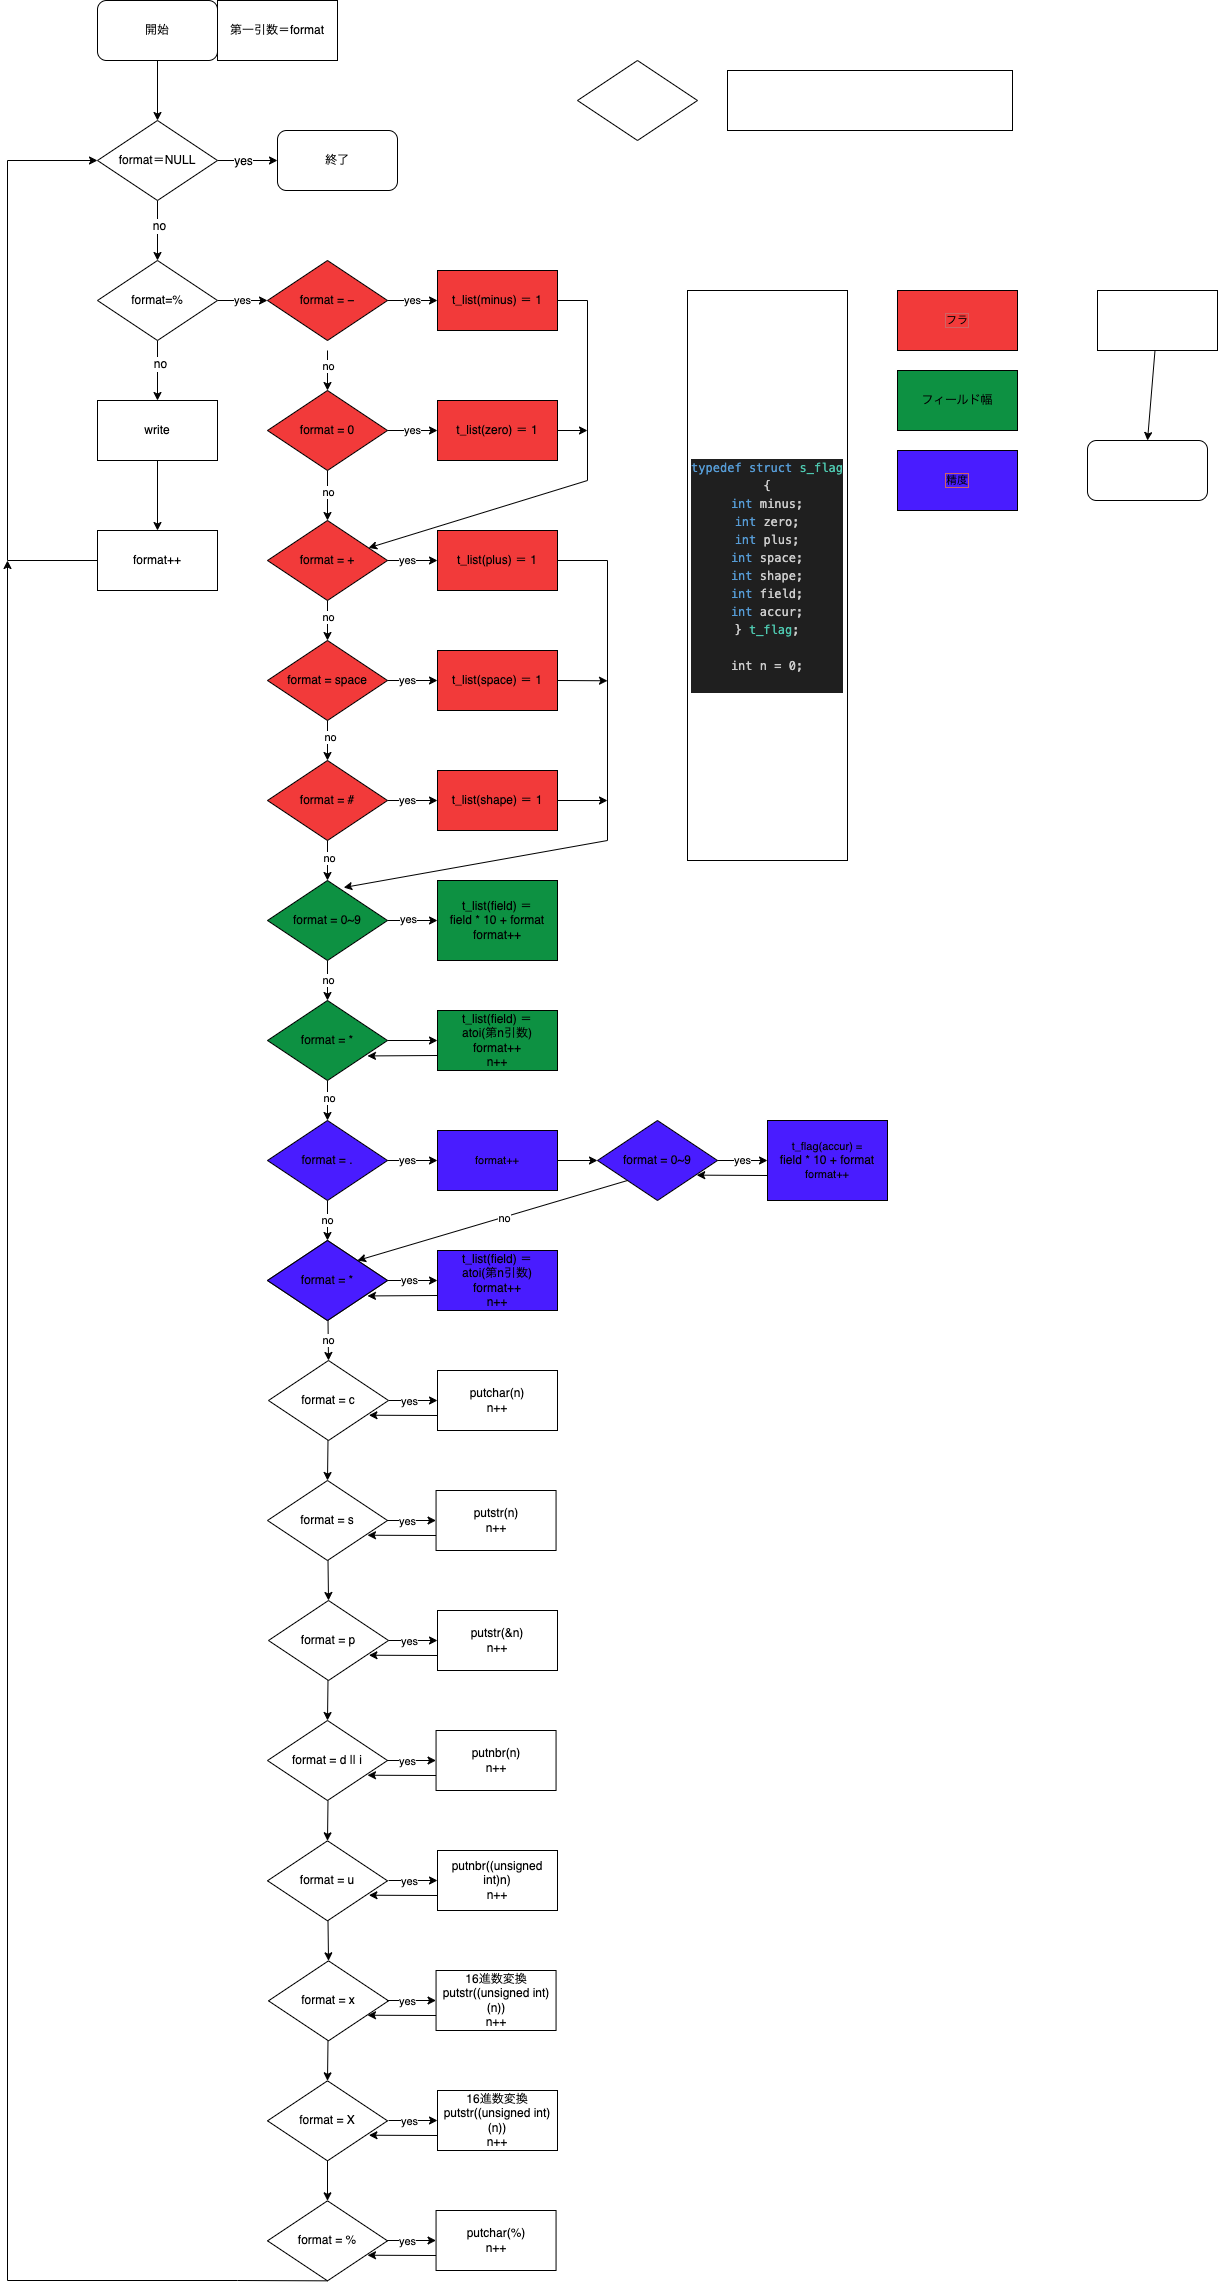 開始
第一引数=format
format=NULL
yes
終了
no
format=%
yes
format = −
yes
t_list(minus) = 1
no
no
write
format = 0
yes
t_list(zero) = 1
no
format++
format = +
yes
t_list(plus) = 1
no
format = space
yes
t_list(space) = 1
no
format = #
yes
t_list(shape) = 1
no
typedef struct s_flag
{
int minus;
int zero;
int plus;
int space;
int shape;
int field;
int accur;
} t_flag;
int n = 0;
フラ
フィールド幅
精度
format = 0~9
yes
t_list(field) =
field * 10 + format
format++
no
format = *
t_list(field) =
atoi(第n引数)
format++
n++
no
format = .
yes
format++
format = 0~9
yes
t_flag(accur) =
field * 10 + format
format++
no
no
format = *
yes
t_list(field) =
atoi(第n引数)
format++
n++
no
format = c
yes
putchar(n)
n++
format = s
yes
putstr(n)
n++
format = p
yes
putstr(&n)
n++
format = d || i
yes
putnbr(n)
n++
format = u
yes
putnbr((unsigned
int)n)
n++
format = x
yes
16進数変換
putstr((unsigned int)
(n))
n++
format = X
yes
16進数変換
putstr((unsigned int)
(n))
n++
format = %
yes
putchar(%)
n++